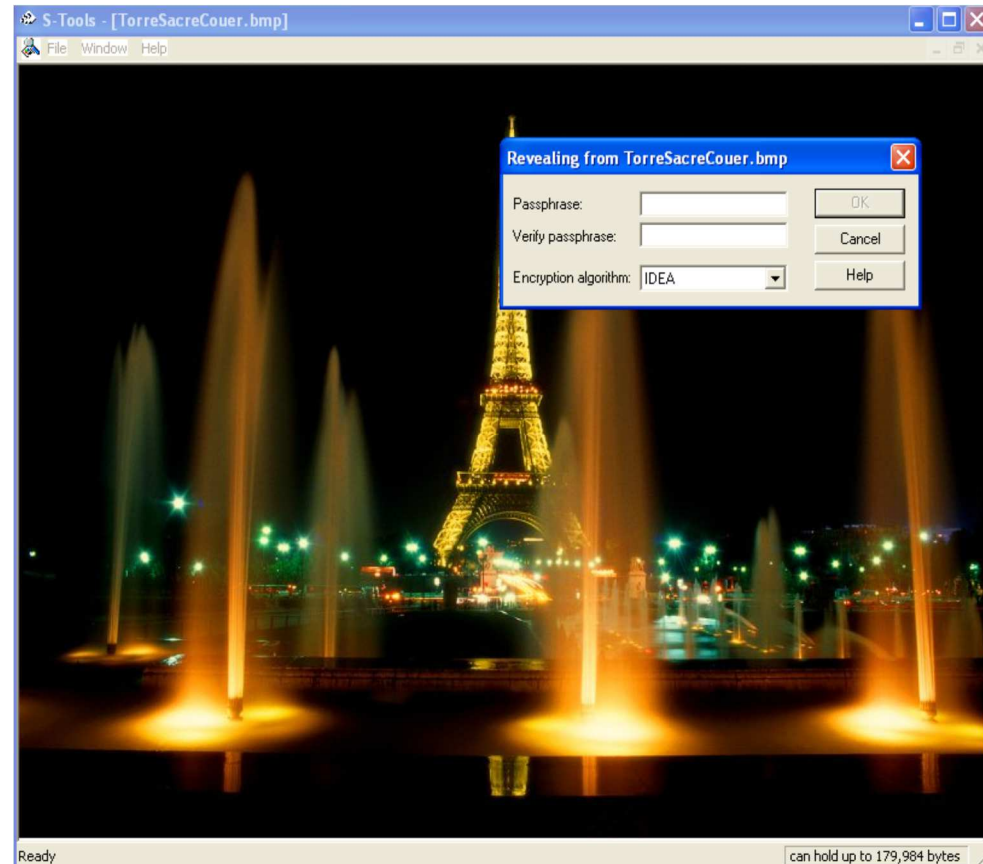 S-Tools - [TorreSacreCouer.bmp]
File Window Help
Revealing from TorreSacreCouer.bmp
Passphrase:
OK
Verify passphrase:
Cancel
Encryption algorithm: IDEA
Help
Ready
can hold up to 179,984 bytes